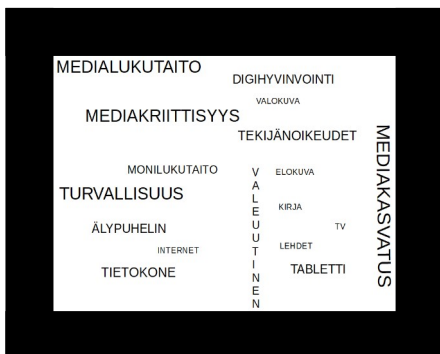 MEDIALUKUTAITO
DIGIHYVINVOINTI
VALOKUVA
MEDIAKRIITTISYYS
TEKIJÄNOIKEUDET
MONILUKUTAITO
ELOKUVA
VALEUUTINEN
TURVALLISUUS
KIRJA
ÄLYPUHELIN
TV
INTERNET
LEHDET
TIETOKONE
TABLETTI
MEDIAKASVATUS